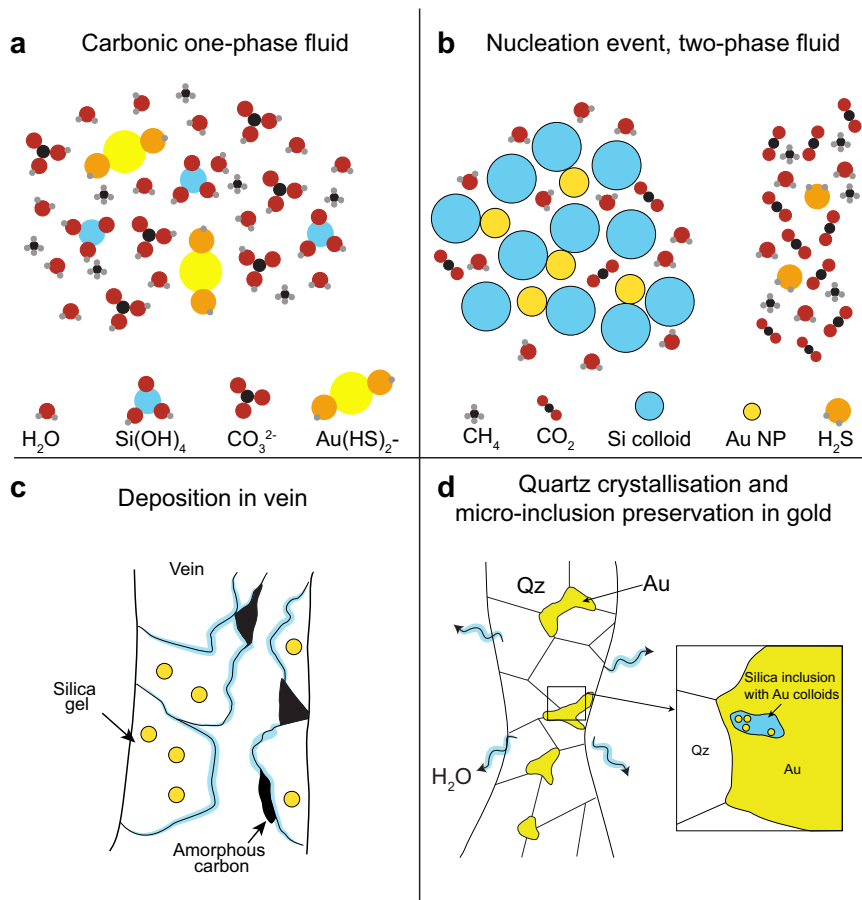 a
Carbonic one-phase fluid
H₂O
Si(OH)₄
CO₃²⁻
Au(HS)₂-
b
Nucleation event, two-phase fluid
CH₄
CO₂
Si colloid
Au NP
H₂S
c
Deposition in vein
Vein
Silica
gel
Amorphous
carbon
d
Quartz crystallisation and
micro-inclusion preservation in gold
Qz
Au
H₂O
Silica inclusion
with Au colloids
Qz
Au